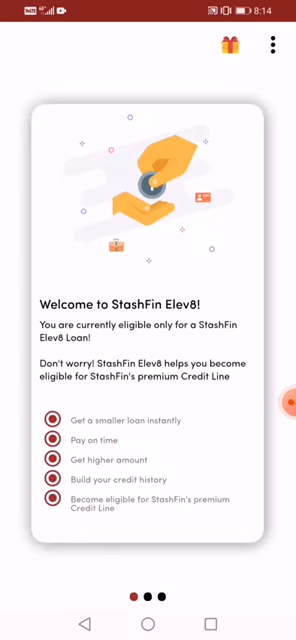 8:14
Welcome to StashFin Elev8!
You are currently eligible only for a StashFin
Elev8 Loan!
Don't worry! StashFin Elev8 helps you become
eligible for StashFin's premium Credit Line
Get a smaller loan instantly
Pay on time
Get higher amount
Build your credit history
Become eligible for StashFin's premium
Credit Line